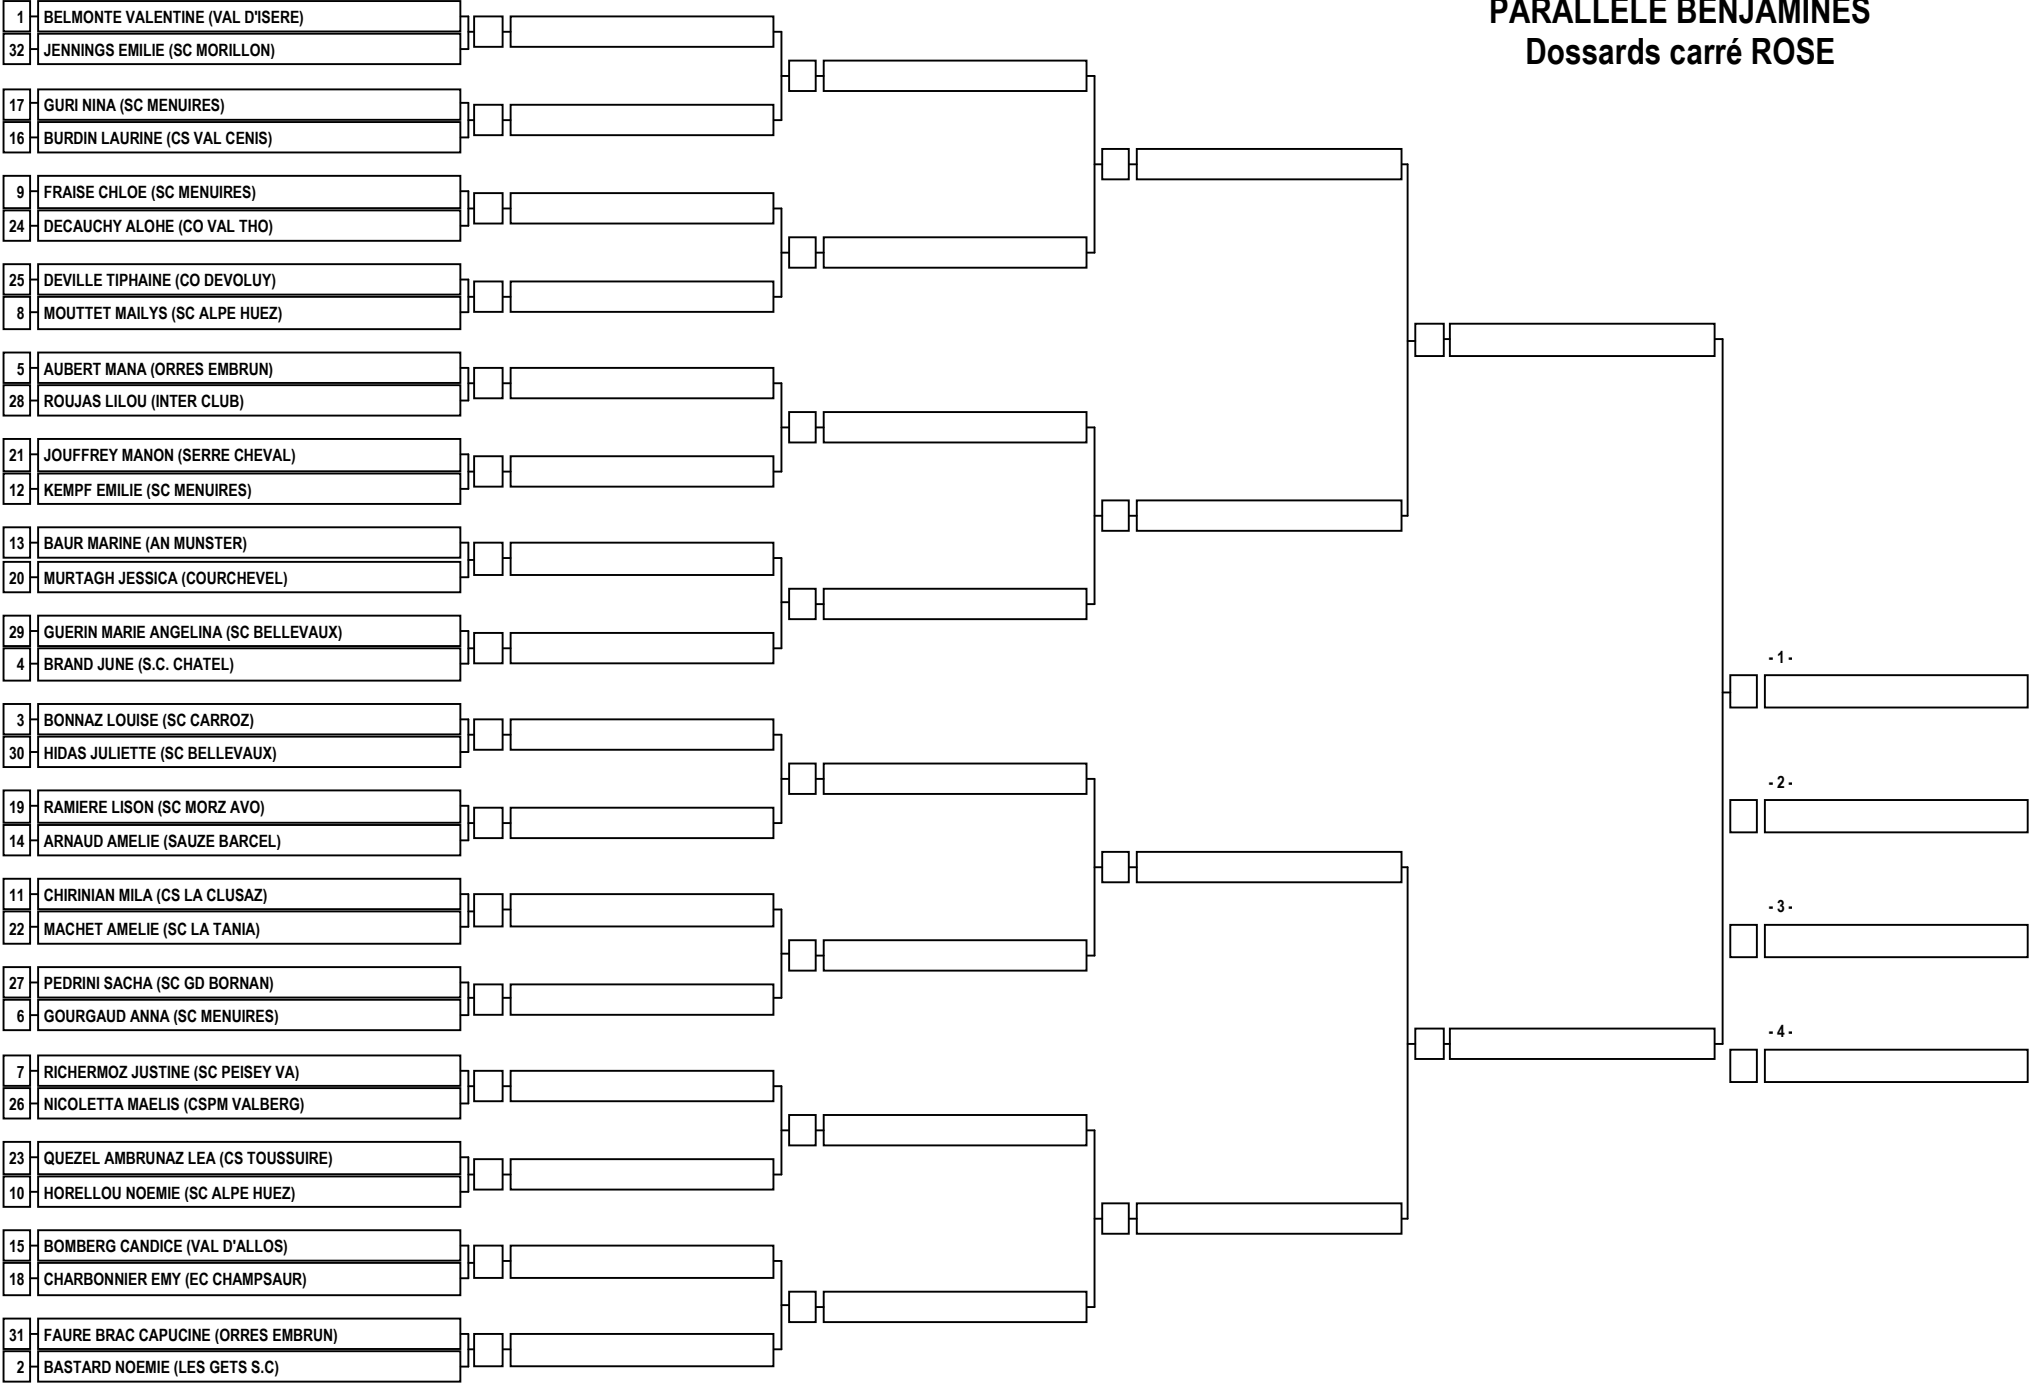 PARALLELE BENJAMINES
Dossards carré ROSE
1 BELMONTE VALENTINE (VAL D'ISERE)
32 JENNINGS EMILIE (SC MORILLON)
17 GURI NINA (SC MENUIRES)
16 BURDIN LAURINE (CS VAL CENIS)
9 FRAISE CHLOE (SC MENUIRES)
24 DECAUCHY ALOHE (CO VAL THO)
25 DEVILLE TIPHAINE (CO DEVOLUY)
8 MOUTTET MAILYS (SC ALPE HUEZ)
5 AUBERT MANA (ORRES EMBRUN)
28 ROUJAS LILOU (INTER CLUB)
21 JOUFFREY MANON (SERRE CHEVAL)
12 KEMPF EMILIE (SC MENUIRES)
13 BAUR MARINE (AN MUNSTER)
20 MURTAGH JESSICA (COURCHEVEL)
29 GUERIN MARIE ANGELINA (SC BELLEVAUX)
4 BRAND JUNE (S.C. CHATEL)
3 BONNAZ LOUISE (SC CARROZ)
30 HIDAS JULIETTE (SC BELLEVAUX)
19 RAMIERE LISON (SC MORZ AVO)
14 ARNAUD AMELIE (SAUZE BARCEL)
11 CHIRINIAN MILA (CS LA CLUSAZ)
22 MACHET AMELIE (SC LA TANIA)
27 PEDRINI SACHA (SC GD BORNAN)
6 GOURGAUD ANNA (SC MENUIRES)
7 RICHERMOZ JUSTINE (SC PEISEY VA)
26 NICOLETTA MAELIS (CSPM VALBERG)
23 QUEZEL AMBRUNAZ LEA (CS TOUSSUIRE)
10 HORELLOU NOEMIE (SC ALPE HUEZ)
15 BOMBERG CANDICE (VAL D'ALLOS)
18 CHARBONNIER EMY (EC CHAMPSAUR)
31 FAURE BRAC CAPUCINE (ORRES EMBRUN)
2 BASTARD NOEMIE (LES GETS S.C)
- 1 -
- 2 -
- 3 -
- 4 -